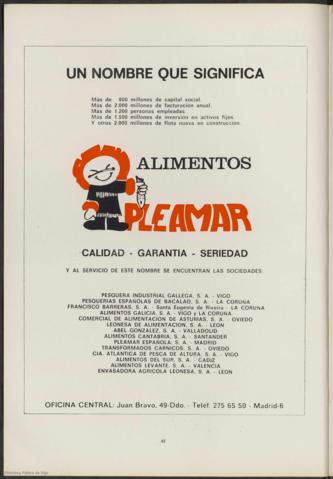 UN NOMBRE QUE SIGNIFICA
Más de 800 millones de capital social.
Más de 2.000 millones de facturación anual.
Más de 1.200 personas empleadas.
Más de 1.500 millones de inversión en activos fijos.
Y otros 2.000 millones de flota nueva en construcción.
ALIMENTOS
PLEAMAR
CALIDAD - GARANTIA - SERIEDAD
Y AL SERVICIO DE ESTE NOMBRE SE ENCUENTRAN LAS SOCIEDADES:
PESQUERA INDUSTRIAL GALLEGA, S. A. - VIGO
PESQUERIAS ESPAÑOLAS DE BACALAO, S. A. - LA CORUÑA
FRANCISCO BARRERAS, S. A. - Santa Eugenia de Riveira - LA CORUÑA
ALIMENTOS GALICIA, S. A. - VIGO y LA CORUÑA
COMERCIAL DE ALIMENTACION DE ASTURIAS, S. A. - OVIEDO
LEONESA DE ALIMENTACION, S. A. - LEON
ABEL GONZALEZ, S. A. - VALLADOLID
ALIMENTOS CANTABRIA, S. A. - SANTANDER
PLEAMAR ESPAÑOLA, S. A. - MADRID
TRANSFORMADOS CARNICOS, S. A. - OVIEDO
CIA. ATLANTICA DE PESCA DE ALTURA, S. A. - VIGO
ALIMENTOS DEL SUR, S. A. - CADIZ
ALIMENTOS LEVANTE, S. A. - VALENCIA
ENVASADORA AGRICOLA LEONESA, S. A. - LEON
OFICINA CENTRAL: Juan Bravo, 49-Ddo. - Teléf. 275 65 50 - Madrid-6
Biblioteca Pública de Vigo